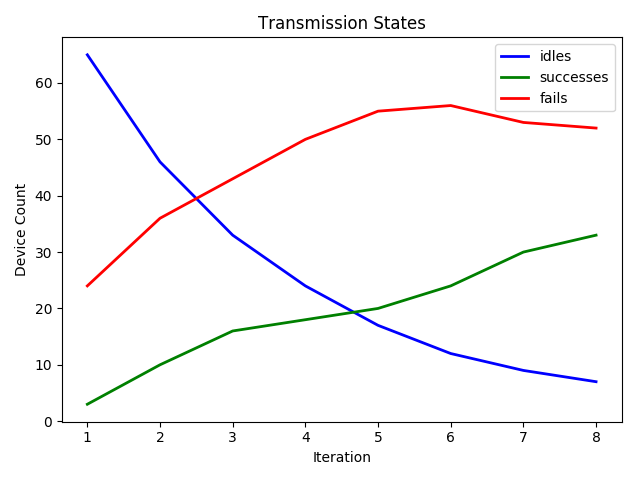 Transmission States
idles
successes
fails
Device Count
60
50
40
30
20
10
0
1 2 3 4 5 6 7 8
Iteration